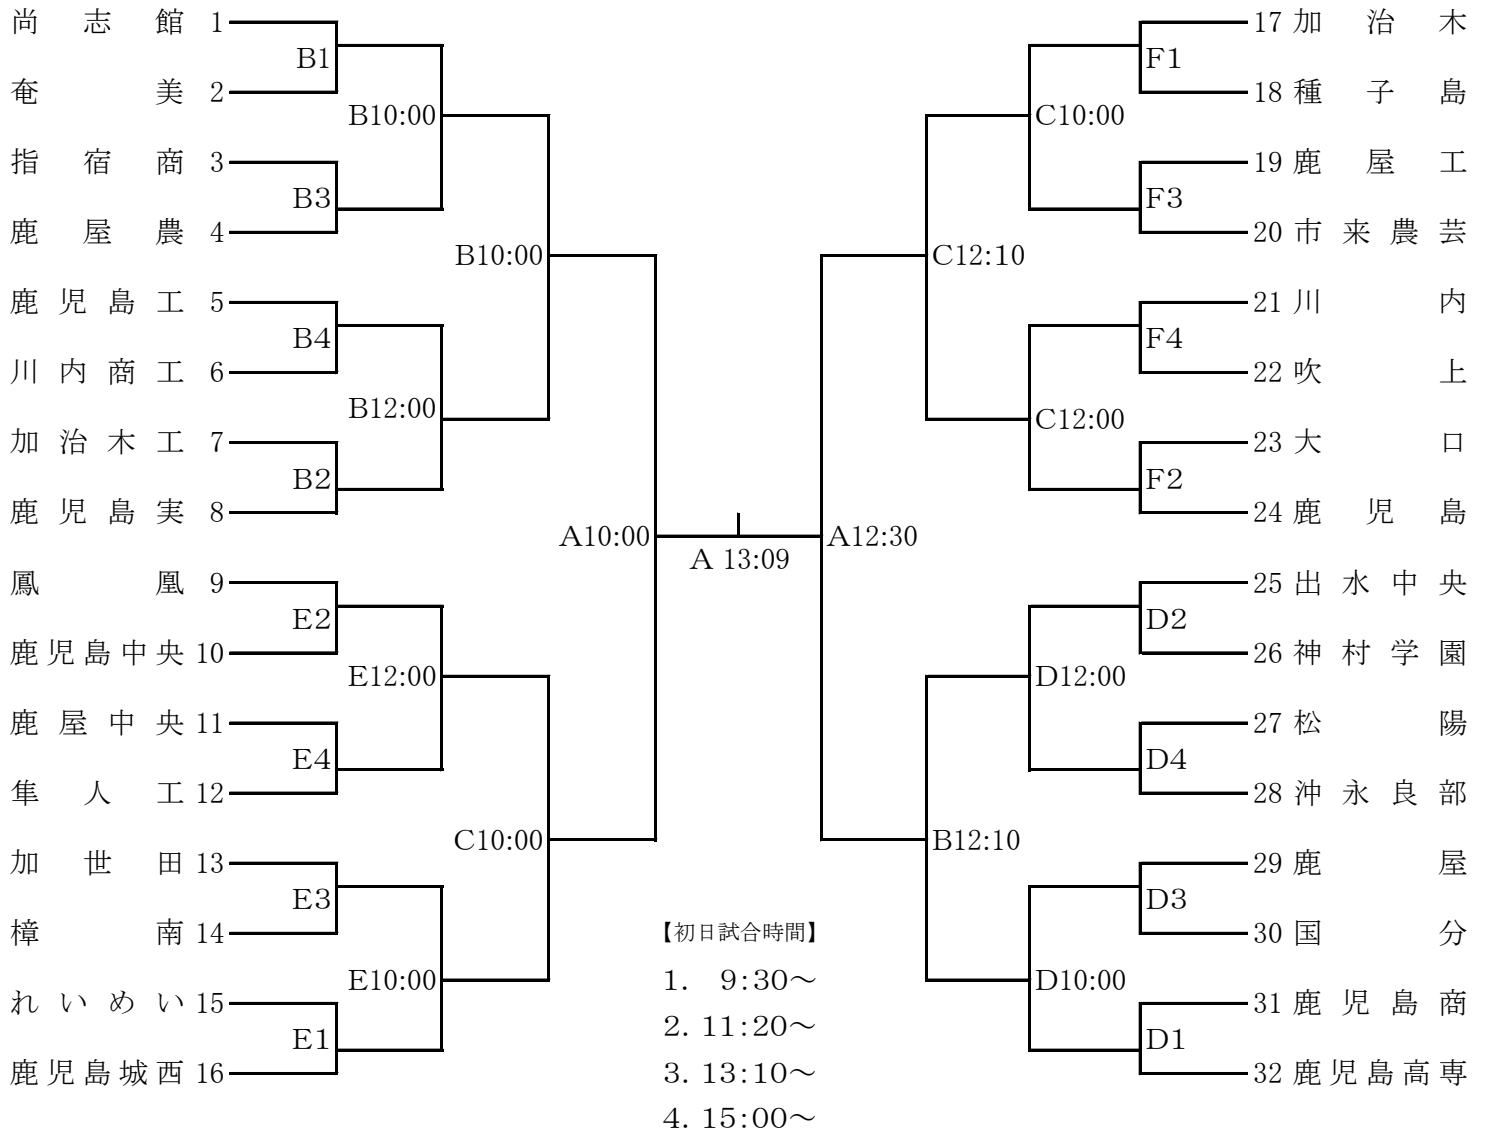 尚志館 1
B1
奄美 2
B10:00
指宿商 3
B3
鹿屋農 4
B10:00
鹿児島工 5
B4
川内商工 6
B12:00
加治木工 7
B2
鹿児島実 8
A10:00
鳳凰 9
E2
鹿児島中央 10
E12:00
鹿屋中央 11
E4
隼人工 12
C10:00
加世田 13
E3
樟南 14
E10:00
れいめい 15
E1
鹿児島城西 16
A 13:09
【初日試合時間】
1. 9:30～
2. 11:20～
3. 13:10～
4. 15:00～
17 加治木
F1
18 種子島
C10:00
19 鹿屋工
F3
20 市来農芸
C12:10
21 川内
F4
22 吹上
C12:00
23 大口
F2
24 鹿児島
A12:30
25 出水中央
D2
26 神村学園
D12:00
27 松陽
D4
28 沖永良部
B12:10
29 鹿屋
D3
30 国分
D10:00
31 鹿児島商
D1
32 鹿児島高専